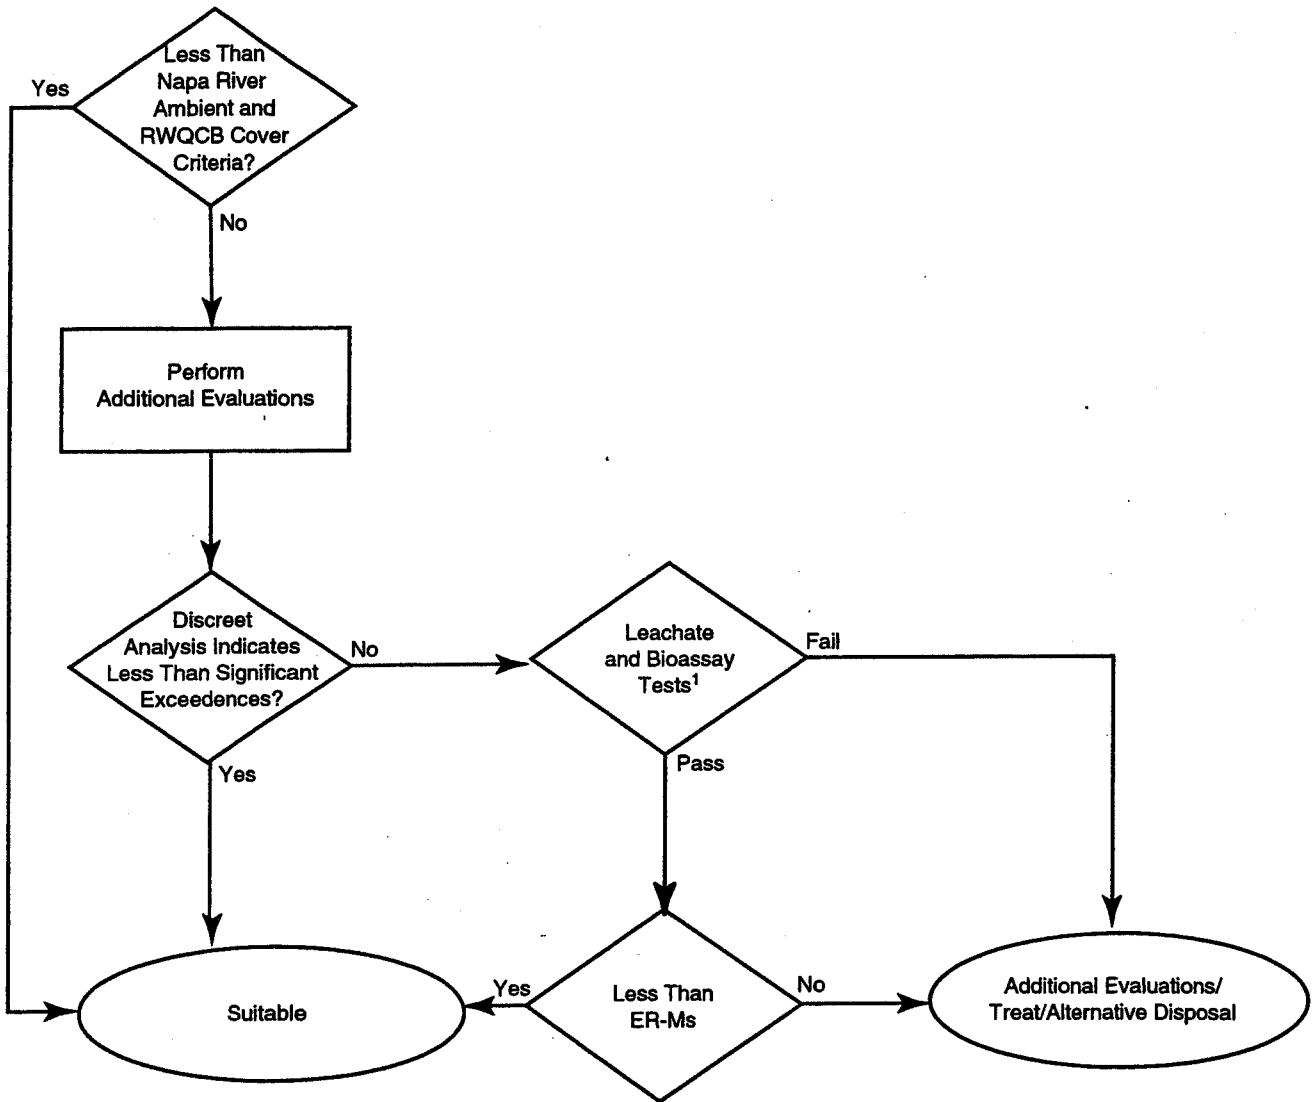 Less Than
Napa River
Ambient and
RWQCB Cover
Criteria?
Yes
No
Perform
Additional Evaluations
Discreet
Analysis Indicates
Less Than Significant
Exceedences?
No
Yes
Leachate
and Bioassay
Tests¹
Fail
Pass
Less Than
ER-Ms
Yes
No
Suitable
Additional Evaluations/
Treat/Alternative Disposal